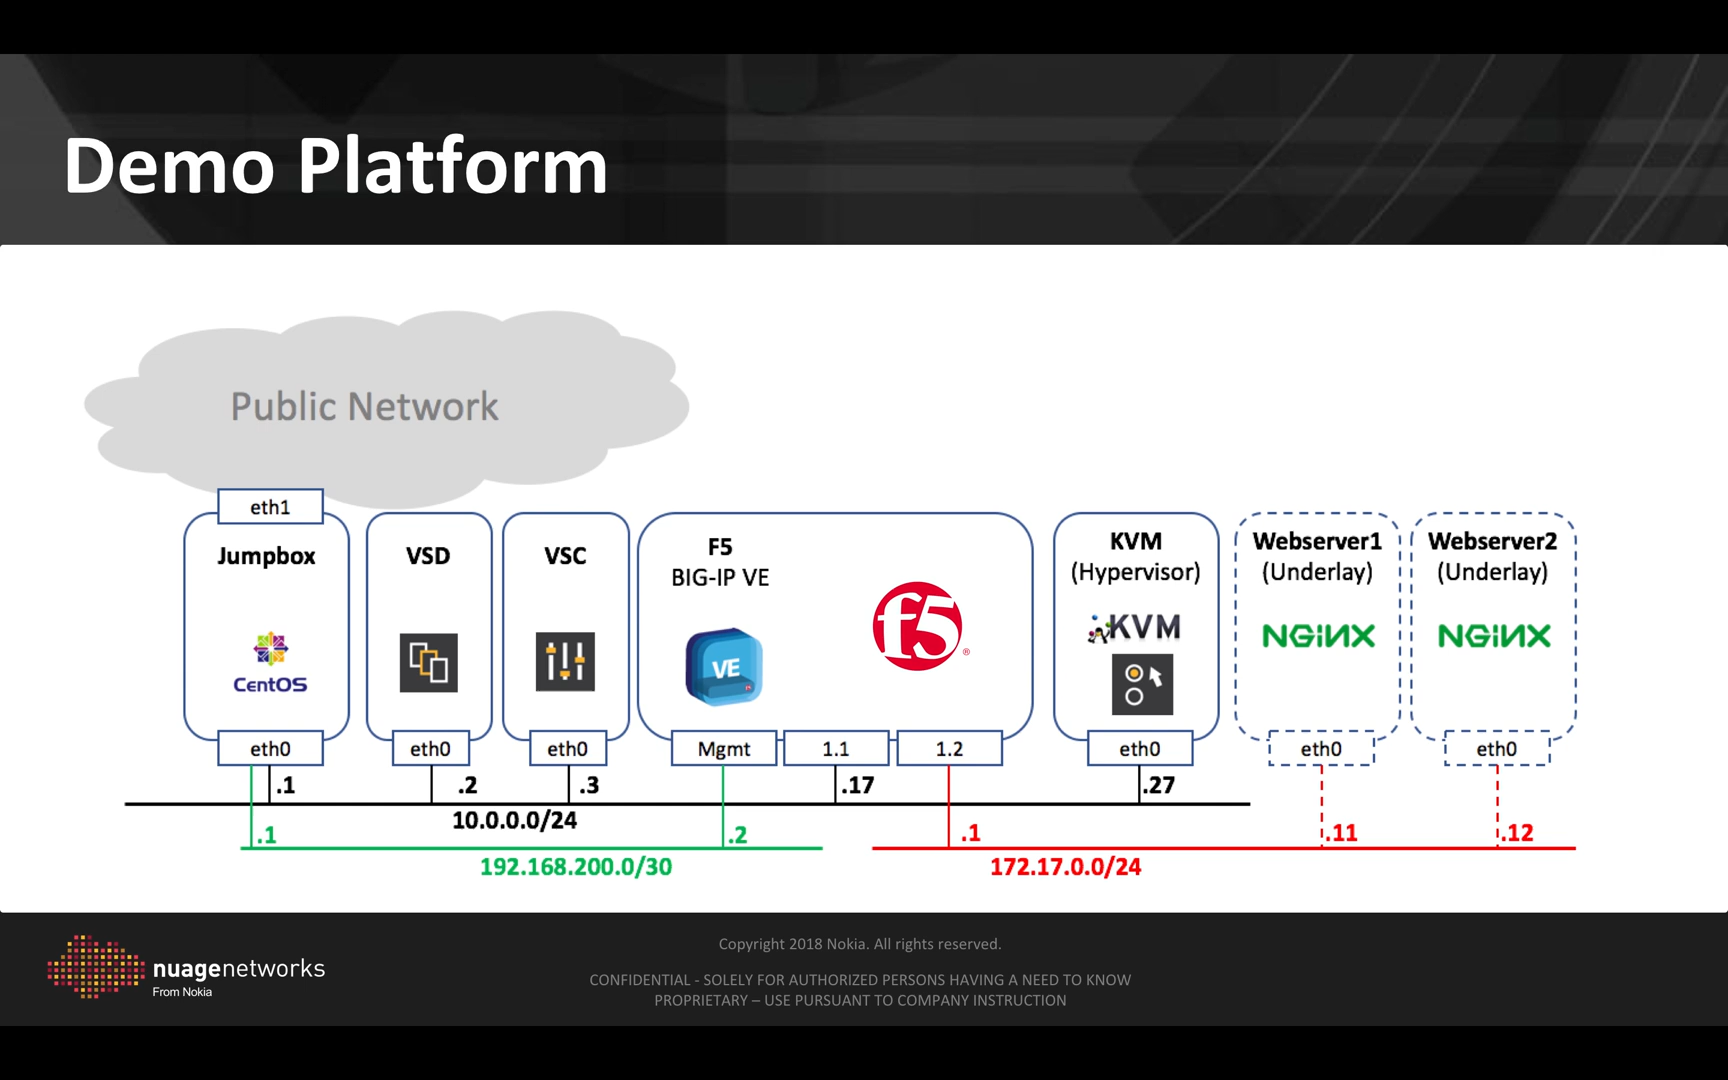 Demo Platform
Public Network
eth1
Jumpbox
CentOS
eth0
VSD
eth0
VSC
eth0
F5
BIG-IP VE
VE
f5
Mgmt
1.1
1.2
KVM
(Hypervisor)
KVM
eth0
Webserver1
(Underlay)
NGiNX
eth0
Webserver2
(Underlay)
NGiNX
eth0
.1
.2
.3
.17
.27
10.0.0.0/24
.1
.2
192.168.200.0/30
.1
.11
.12
172.17.0.0/24
nuagenetworks
From Nokia
Copyright 2018 Nokia. All rights reserved.
CONFIDENTIAL - SOLELY FOR AUTHORIZED PERSONS HAVING A NEED TO KNOW
PROPRIETARY – USE PURSUANT TO COMPANY INSTRUCTION